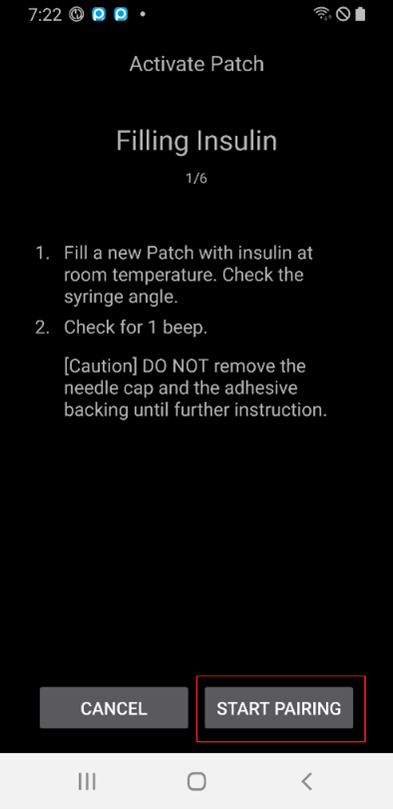 7:22
Activate Patch
Filling Insulin
1/6
1. Fill a new Patch with insulin at
room temperature. Check the
syringe angle.
2. Check for 1 beep.
[Caution] DO NOT remove the
needle cap and the adhesive
backing until further instruction.
CANCEL START PAIRING